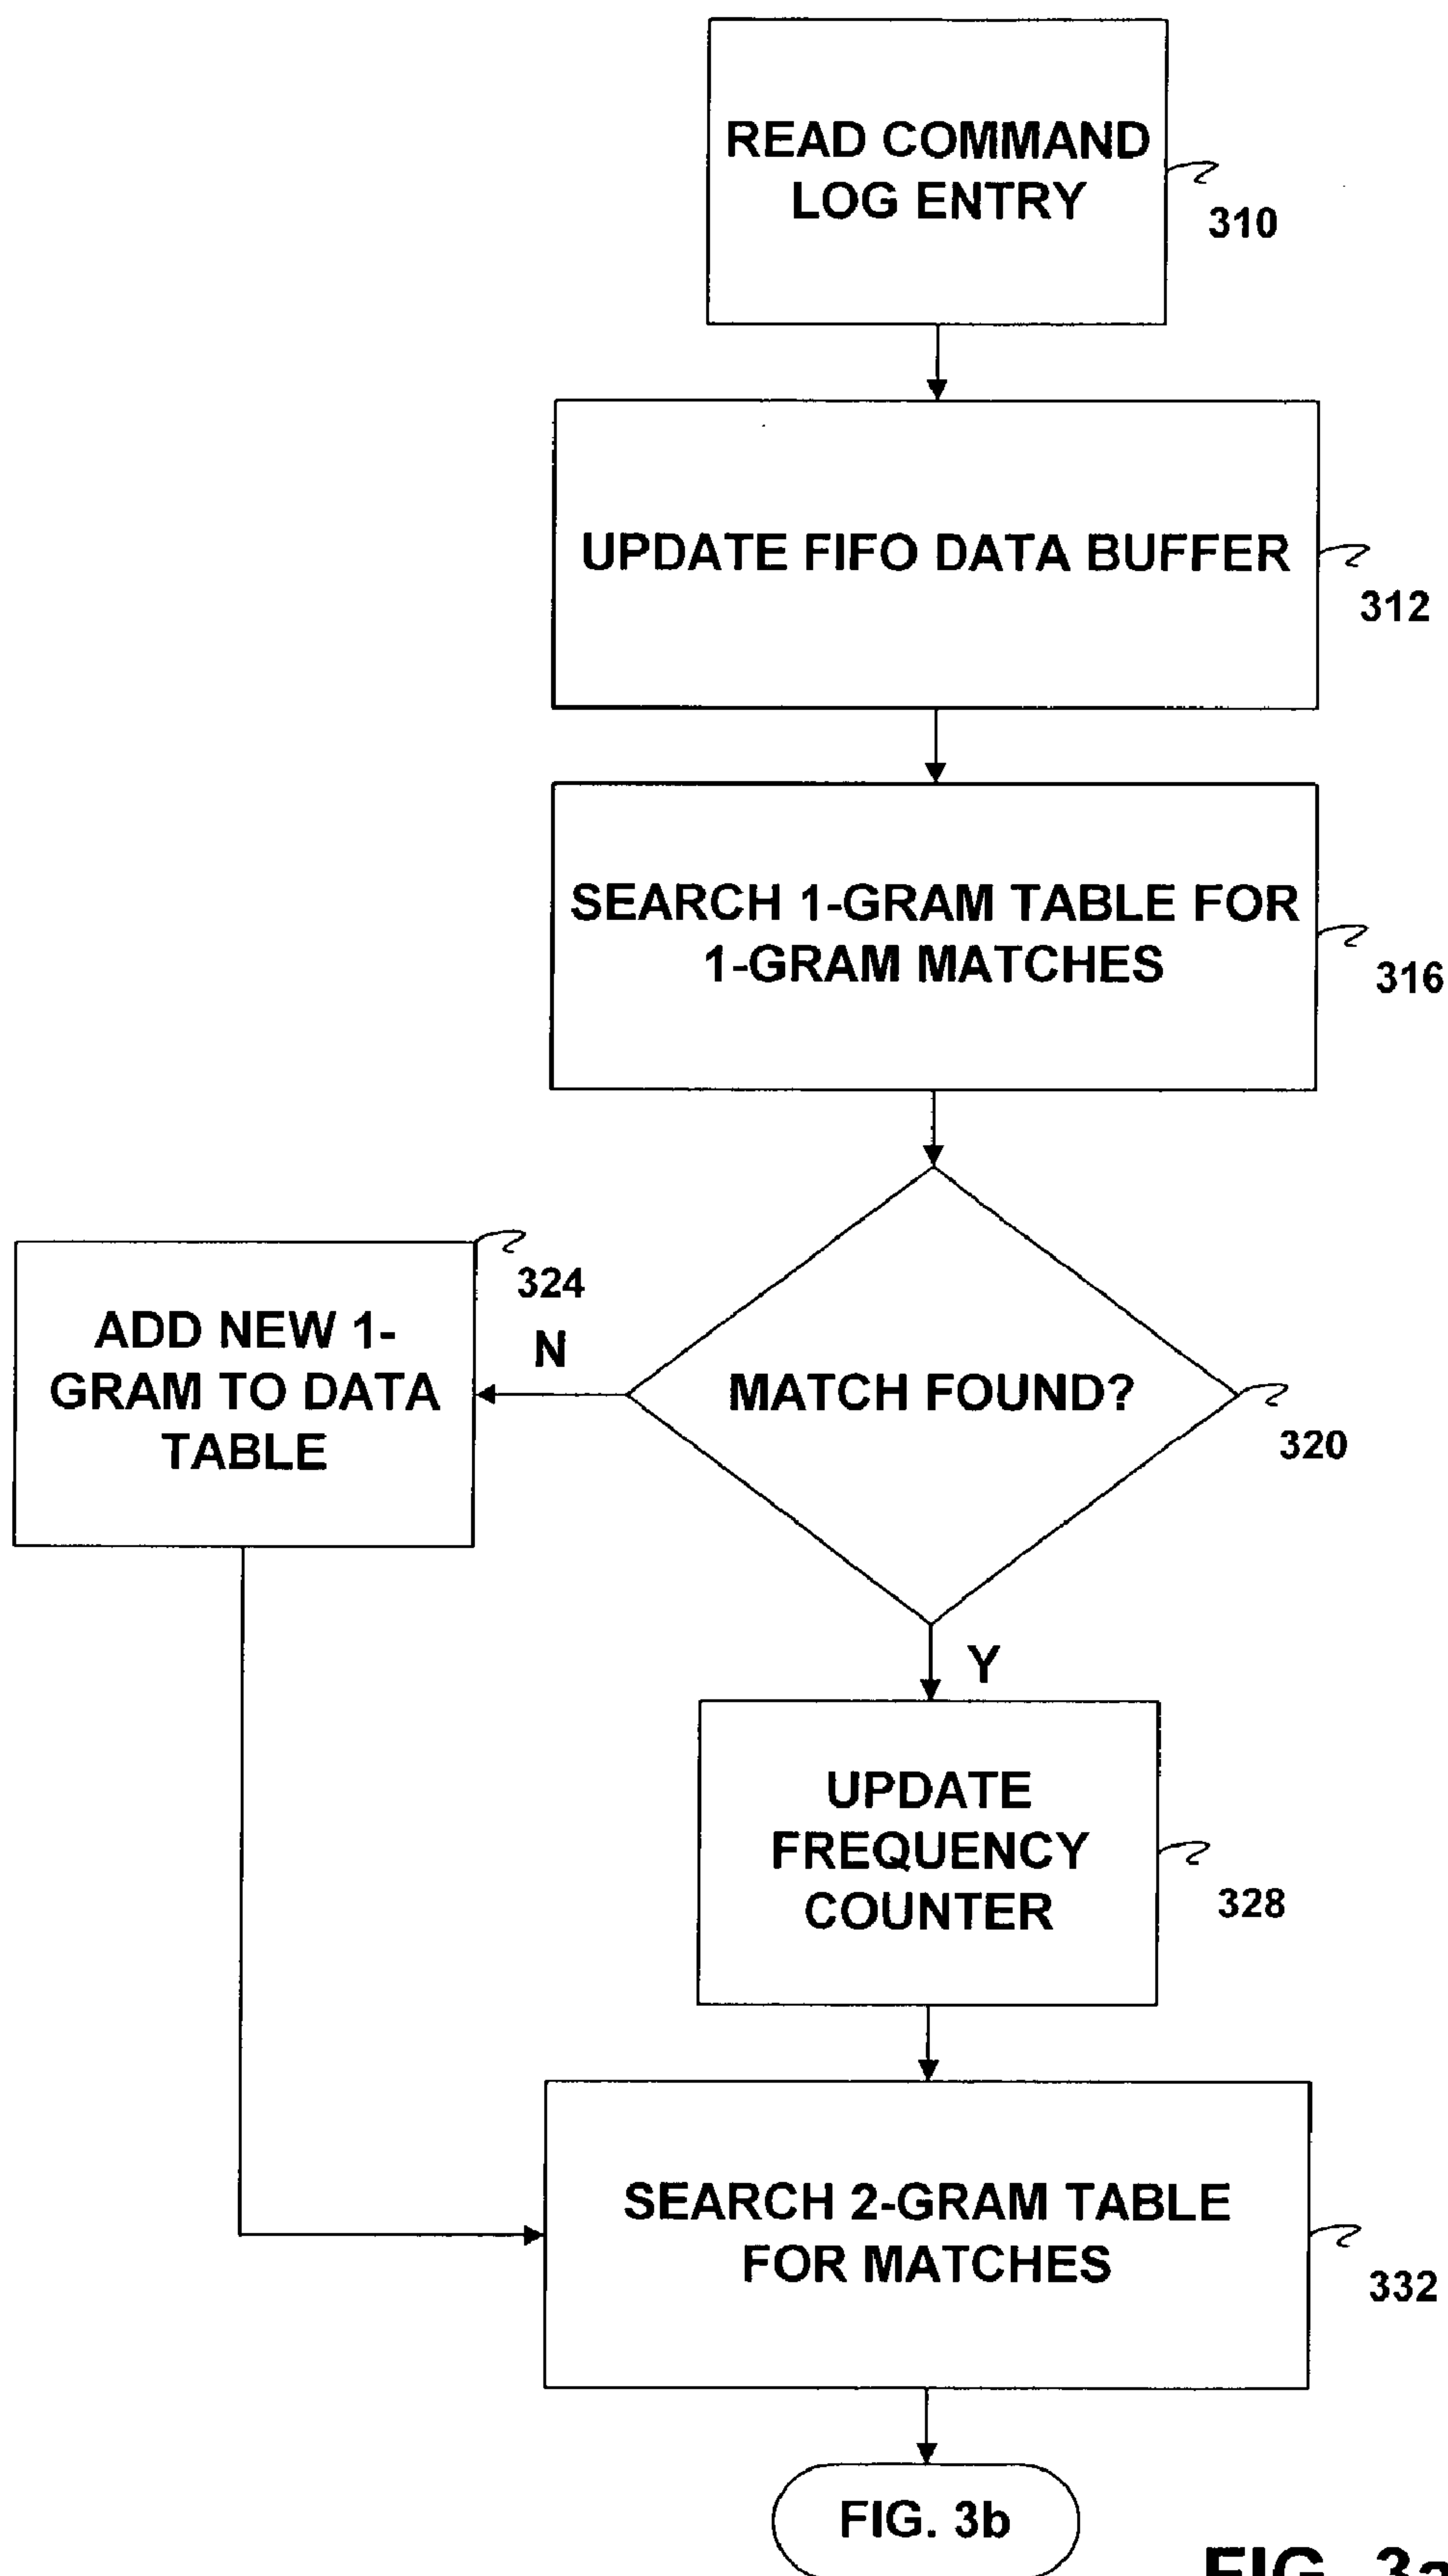 READ COMMAND
LOG ENTRY
310
UPDATE FIFO DATA BUFFER
312
SEARCH 1-GRAM TABLE FOR
1-GRAM MATCHES
316
324
ADD NEW 1-
GRAM TO DATA
TABLE
N
MATCH FOUND?
320
Y
UPDATE
FREQUENCY
COUNTER
328
SEARCH 2-GRAM TABLE
FOR MATCHES
332
FIG. 3b
FIG. 3a